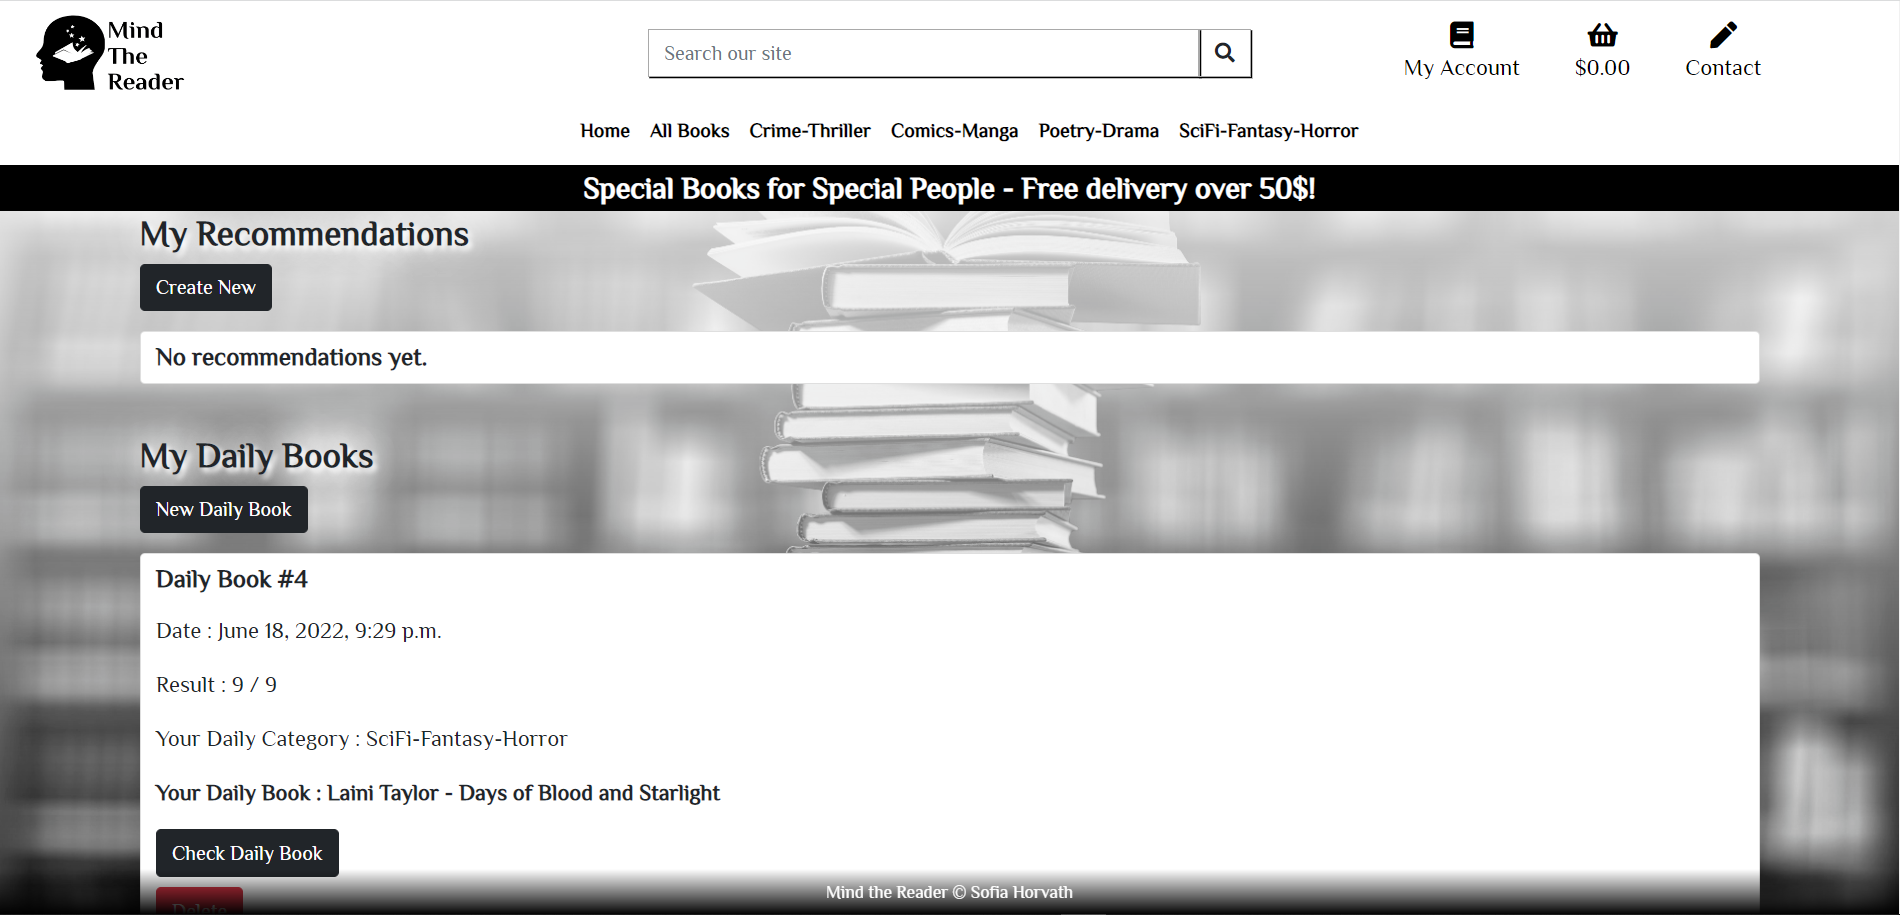 Mind
The
Reader
Search our site
My Account
$0.00
Contact
Home All Books Crime-Thriller Comics-Manga Poetry-Drama SciFi-Fantasy-Horror
Special Books for Special People - Free delivery over 50$!
My Recommendations
Create New
No recommendations yet.
My Daily Books
New Daily Book
Daily Book #4
Date : June 18, 2022, 9:29 p.m.
Result : 9 / 9
Your Daily Category : SciFi-Fantasy-Horror
Your Daily Book : Laini Taylor - Days of Blood and Starlight
Check Daily Book
Delete
Mind the Reader © Sofia Horvath